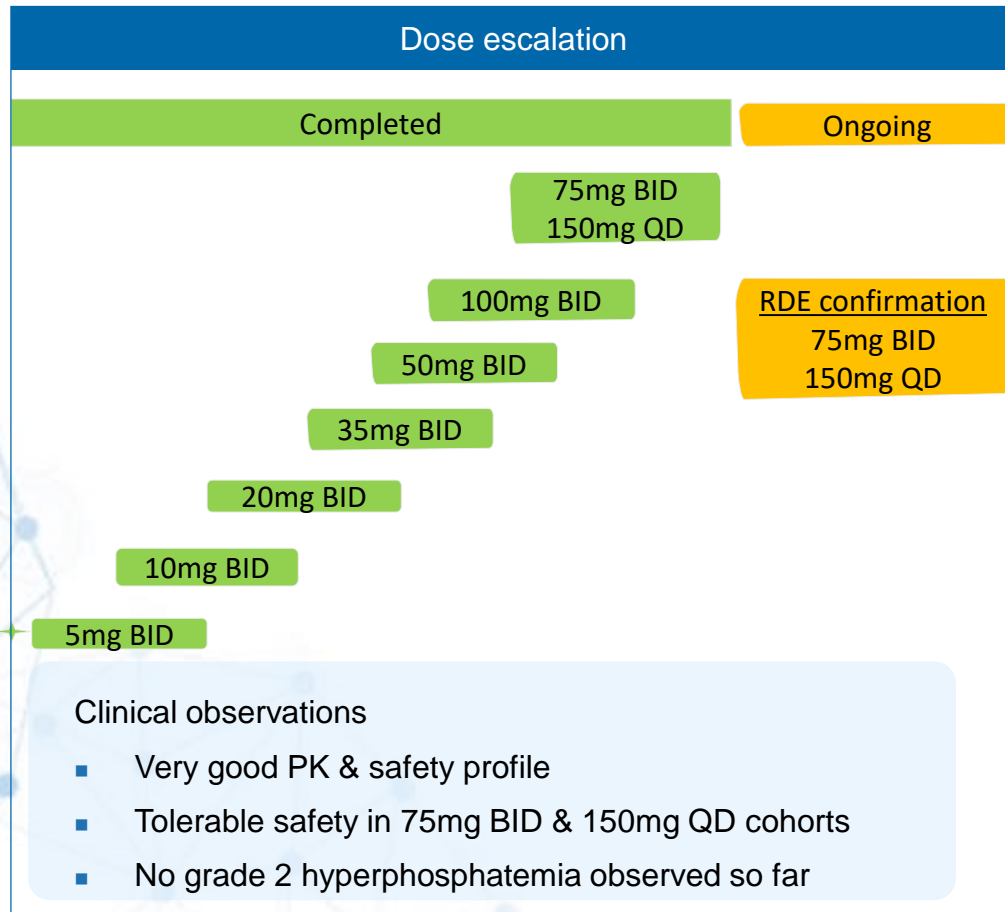 Dose escalation
Completed
Ongoing
75mg BID
150mg QD
100mg BID
RDE confirmation
75mg BID
150mg QD
50mg BID
35mg BID
20mg BID
10mg BID
5mg BID
Clinical observations
Very good PK & safety profile
Tolerable safety in 75mg BID & 150mg QD cohorts
No grade 2 hyperphosphatemia observed so far